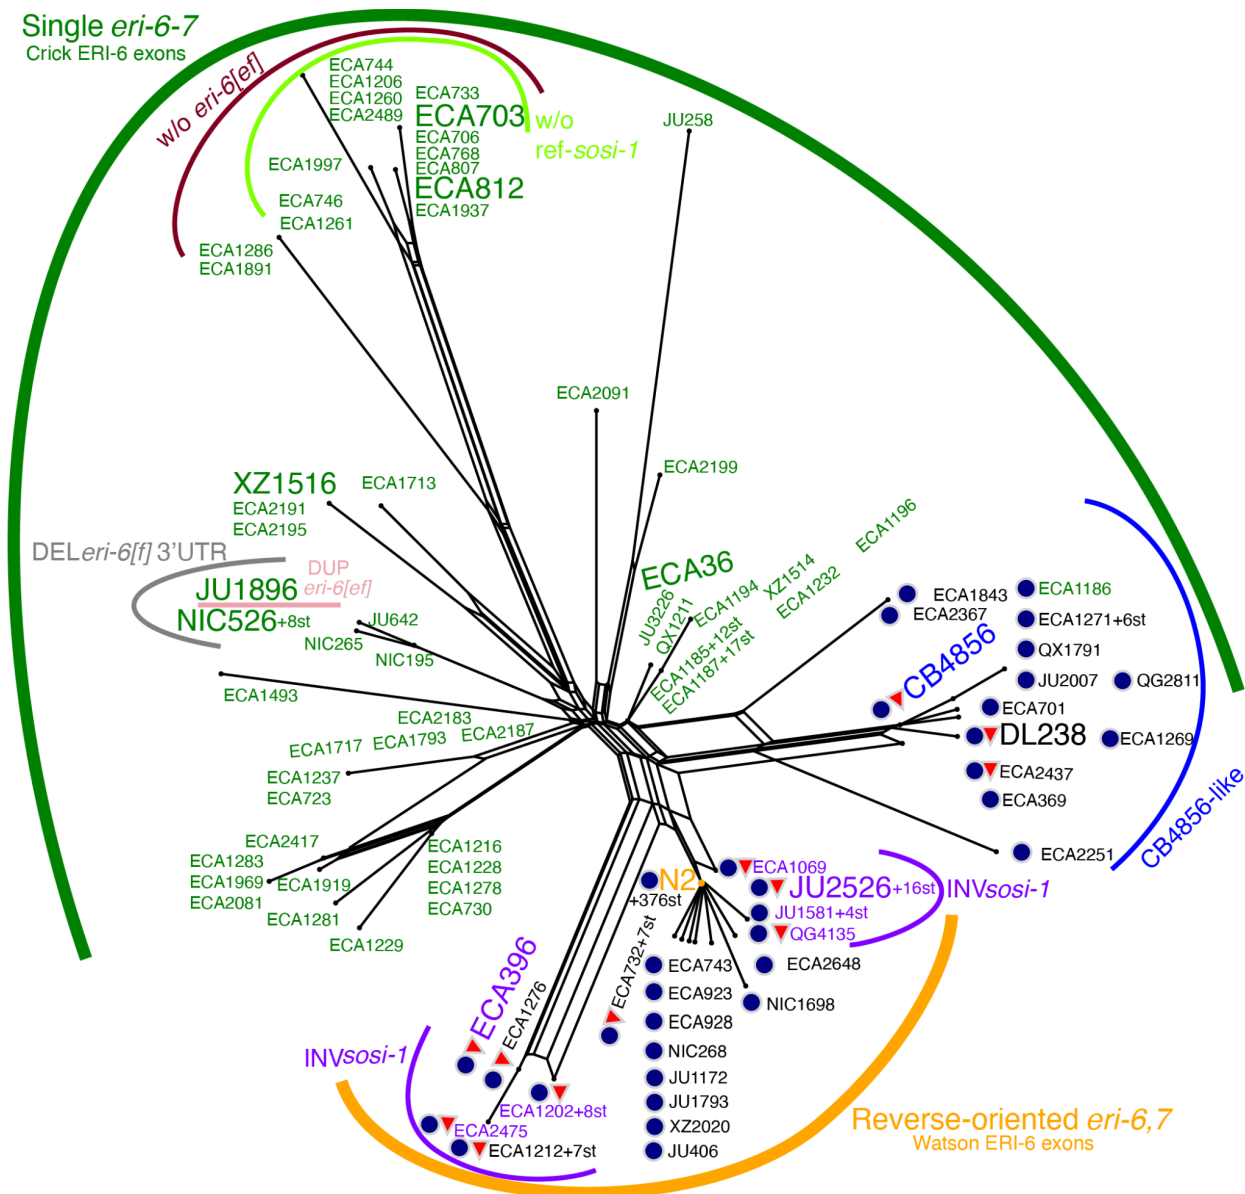 Single eri-6-7
Crick ERI-6 exons
w/o eri-6[ef]
ECA744
ECA1206
ECA1260
ECA2489
ECA733
ECA703
ECA706
ECA768
ECA807
ECA812
ECA1937
w/o
ref-sosi-1
JU258
ECA1997
ECA746
ECA1261
ECA1286
ECA1891
ECA2091
ECA2199
XZ1516
ECA2191
ECA2195
ECA1713
DELeri-6[f] 3’UTR
DUP
eri-6[ef]
JU1896
NIC526+8st
JU642
NIC265
NIC195
ECA1493
ECA36
JU3226
QX1211
ECA1194
XZ1514
ECA1232
ECA1196
ECA1185+12st
ECA1187+17st
ECA2183
ECA1717
ECA1793
ECA2187
ECA1237
ECA723
ECA2417
ECA1283
ECA1969
ECA2081
ECA1919
ECA1281
ECA1229
ECA1216
ECA1228
ECA1278
ECA730
ECA1843
ECA2367
ECA1186
ECA1271+6st
QX1791
JU2007
QG2811
CB4856
ECA701
DL238
ECA1269
ECA2437
ECA369
ECA2251
CB4856-like
N2
+376st
ECA1069
JU2526+16st
JU1581+4st
QG4135
INVsosi-1
ECA2648
NIC1698
ECA743
ECA923
ECA928
NIC268
JU1172
JU1793
XZ2020
JU406
ECA732+7st
ECA396
ECA1276
INVsosi-1
ECA1202+8st
ECA2475
ECA1212+7st
Reverse-oriented eri-6,7
Watson ERI-6 exons